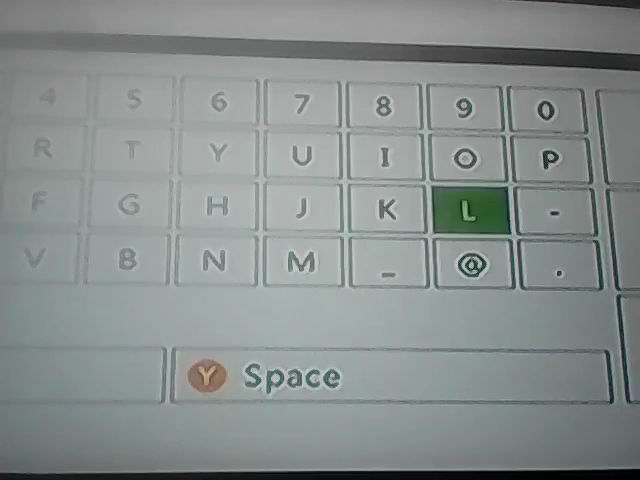 4 5 6 7 8 9 0
R T Y U I O P
F G H J K L -
V B N M _ @ .
Y Space